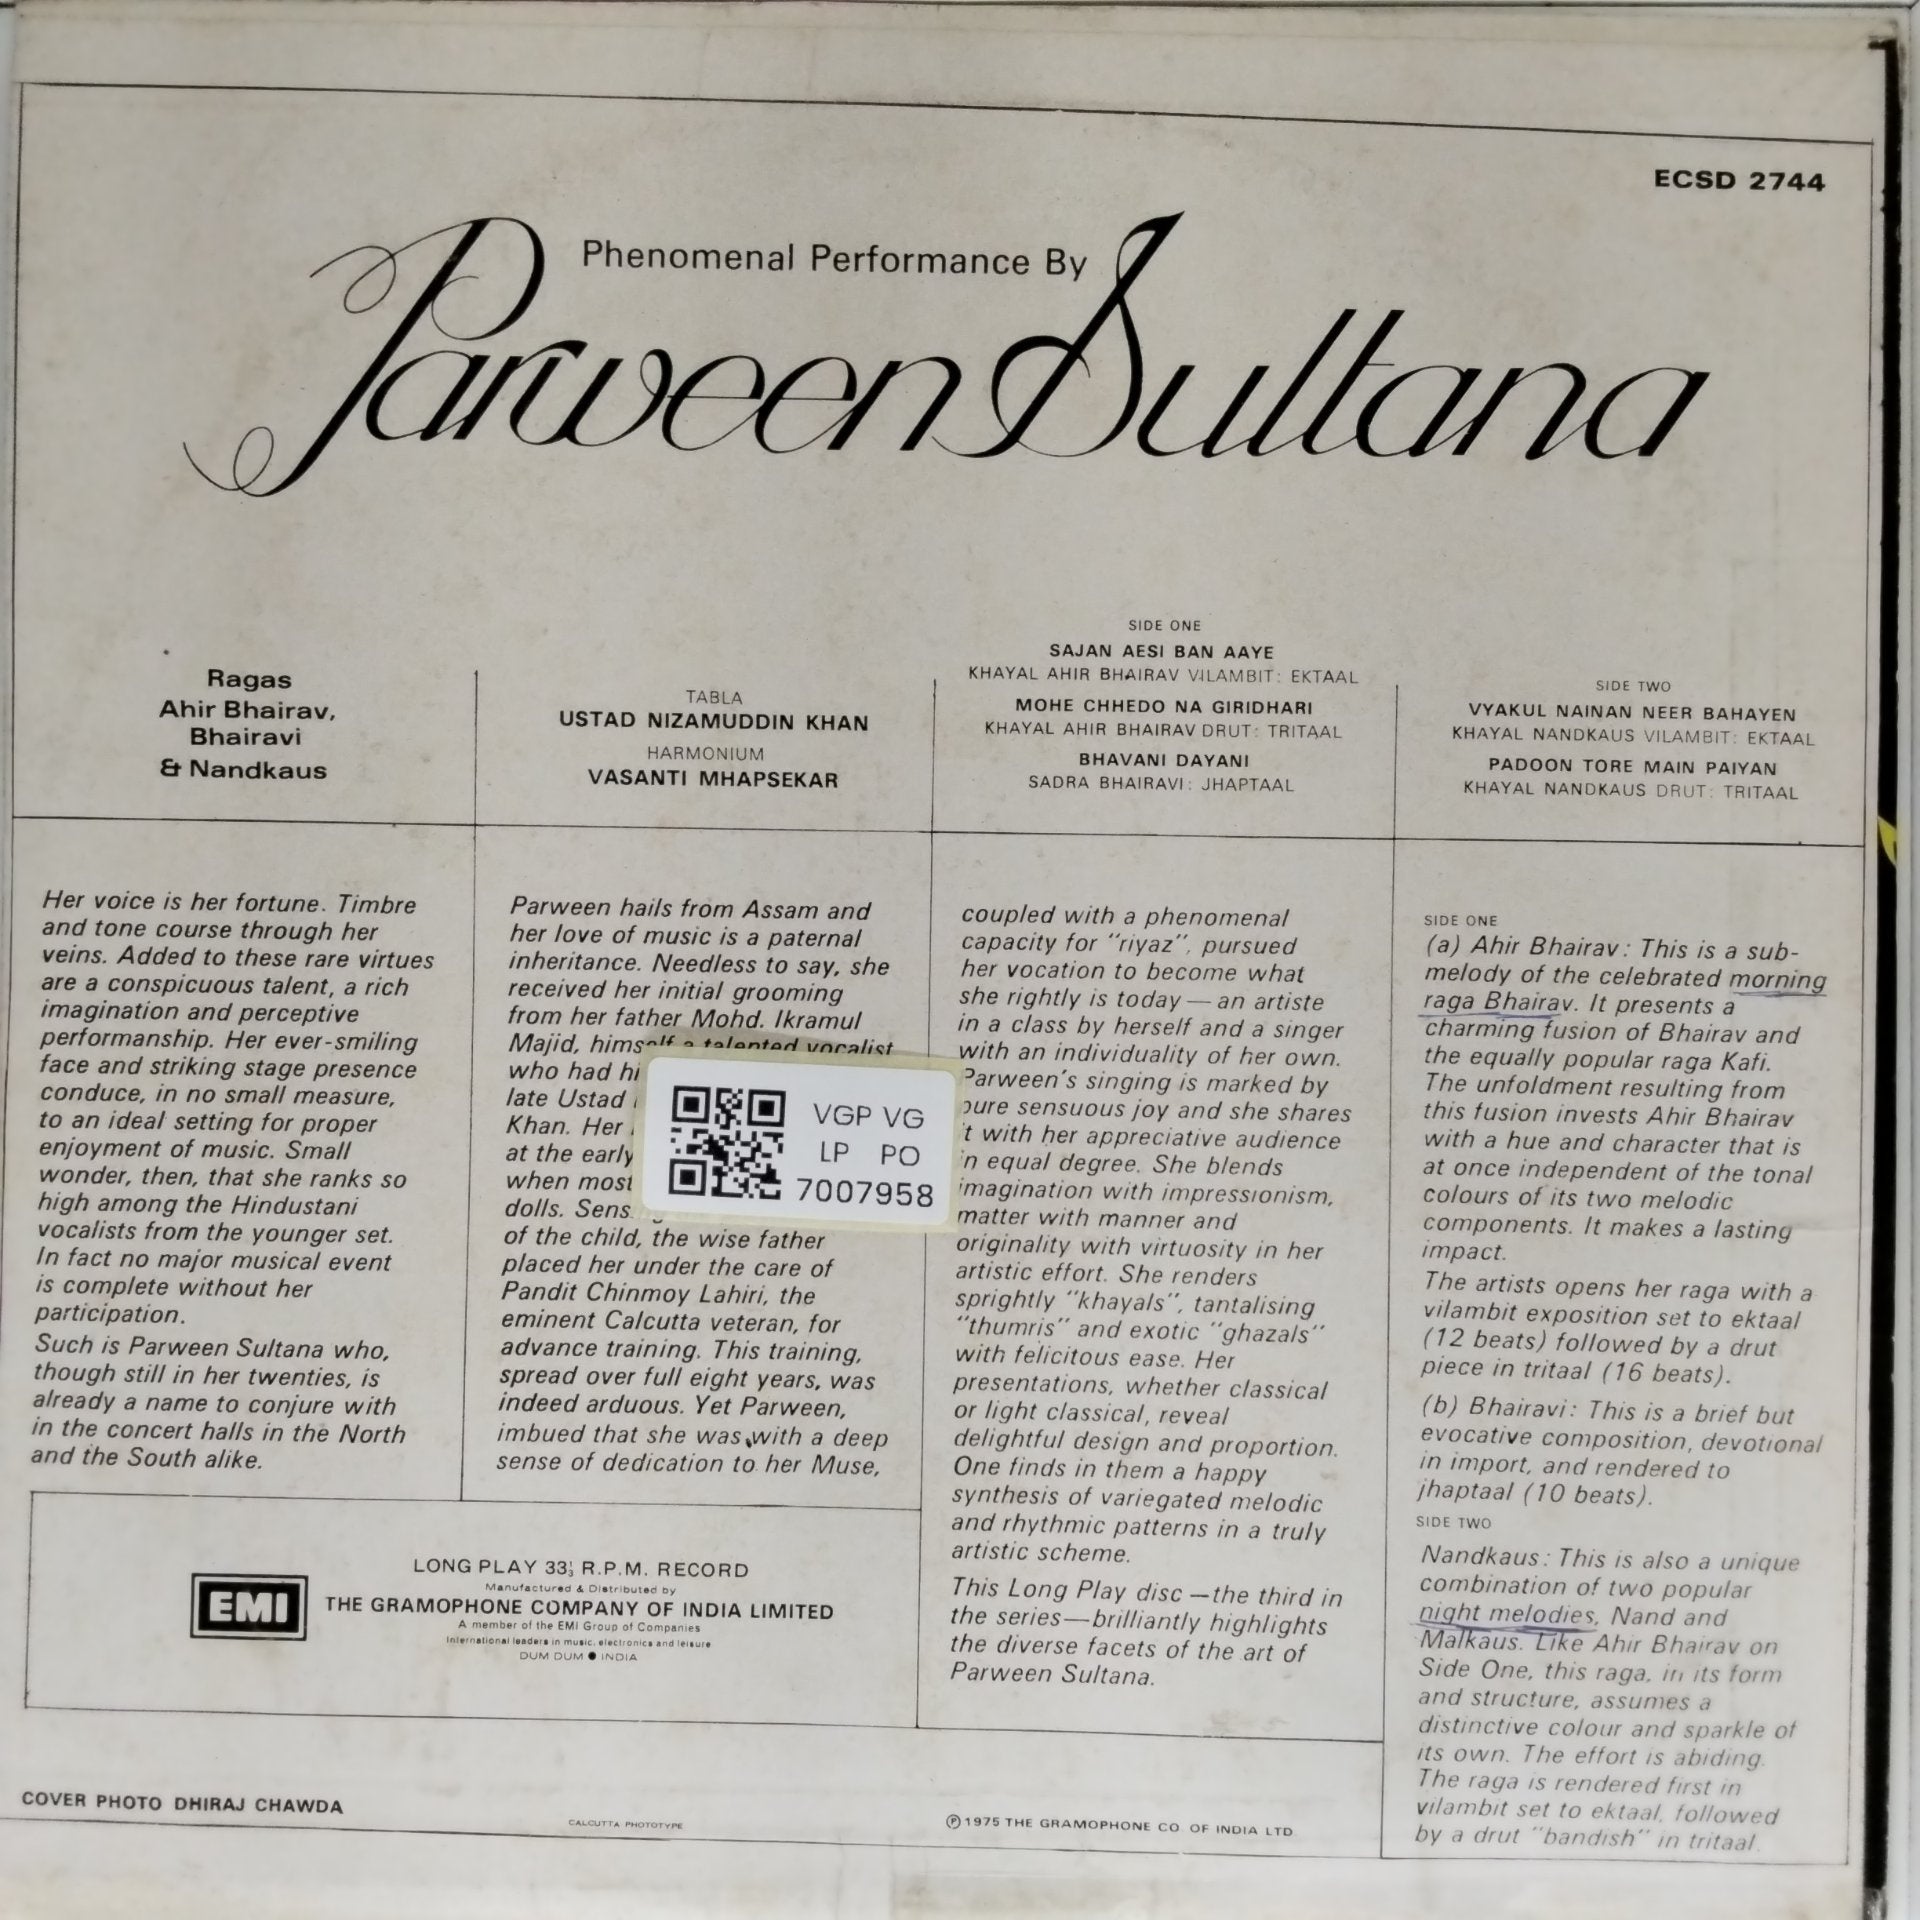 ECSD 2744
Phenomenal Performance By
Parween Sultana
Ragas
Ahir Bhairav,
Bhairavi
& Nandkaus
TABLA
USTAD NIZAMUDDIN KHAN
HARMONIUM
VASANTI MHAPSEKAR
SIDE ONE
SAJAN AESI BAN AAYE
KHAYAL AHIR BHAIRAV VILAMBIT: EKTAAL
MOHE CHHEDO NA GIRIDHARI
KHAYAL AHIR BHAIRAV DRUT: TRITAAL
BHAVANI DAYANI
SADRA BHAIRAVI: JHAPTAAL
SIDE TWO
VYAKUL NAINAN NEER BAHAYEN
KHAYAL NANDKAUS VILAMBIT: EKTAAL
PADOON TORE MAIN PAIYAN
KHAYAL NANDKAUS DRUT: TRITAAL
Her voice is her fortune. Timbre
and tone course through her
veins. Added to these rare virtues
are a conspicuous talent, a rich
imagination and perceptive
performanship. Her ever-smiling
face and striking stage presence
conduce, in no small measure,
to an ideal setting for proper
enjoyment of music. Small
wonder, then, that she ranks so
high among the Hindustani
vocalists from the younger set.
In fact no major musical event
is complete without her
participation.
Such is Parween Sultana who,
though still in her twenties, is
already a name to conjure with
in the concert halls in the North
and the South alike.
Parween hails from Assam and
her love of music is a paternal
inheritance. Needless to say, she
received her initial grooming
from her father Mohd. Ikramul
Majid, himself a talented vocalist
who had
late Ustad
Khan. Her
at the early
when most
dolls.
of the child, the wise father
placed her under the care of
Pandit Chinmoy Lahiri, the
eminent Calcutta veteran, for
advance training. This training,
spread over full eight years, was
indeed arduous. Yet Parween,
imbued that she was with a deep
sense of dedication to her Muse,
VGP VG
LP PO
7007958
coupled with a phenomenal
capacity for "riyaz", pursued
her vocation to become what
she rightly is today — an artiste
in a class by herself and a singer
with an individuality of her own.
Parween's singing is marked by
pure sensuous joy and she shares
it with her appreciative audience
in equal degree. She blends
imagination with impressionism,
matter with manner and
originality with virtuosity in her
artistic effort. She renders
sprightly "khayals", tantalising
"thumris" and exotic "ghazals"
with felicitous ease. Her
presentations, whether classical
or light classical, reveal
delightful design and proportion.
One finds in them a happy
synthesis of variegated melodic
and rhythmic patterns in a truly
artistic scheme.
This Long Play disc — the third in
the series — brilliantly highlights
the diverse facets of the art of
Parween Sultana.
SIDE ONE
(a) Ahir Bhairav: This is a sub-
melody of the celebrated morning
raga Bhairav. It presents a
charming fusion of Bhairav and
the equally popular raga Kafi.
The unfoldment resulting from
this fusion invests Ahir Bhairav
with a hue and character that is
at once independent of the tonal
colours of its two melodic
components. It makes a lasting
impact.
The artists opens her raga with a
vilambit exposition set to ektaal
(12 beats) followed by a drut
piece in tritaal (16 beats).
(b) Bhairavi: This is a brief but
evocative composition, devotional
in import, and rendered to
jhaptaal (10 beats).
SIDE TWO
Nandkaus: This is also a unique
combination of two popular
night melodies, Nand and
Malkaus. Like Ahir Bhairav on
Side One, this raga, in its form
and structure, assumes a
distinctive colour and sparkle of
its own. The effort is abiding.
The raga is rendered first in
vilambit set to ektaal, followed
by a drut "bandish" in tritaal.
EMI
LONG PLAY 33⅓ R.P.M. RECORD
Manufactured & Distributed by
THE GRAMOPHONE COMPANY OF INDIA LIMITED
A member of the EMI Group of Companies
International leaders in music, electronics and leisure
DUM DUM ● INDIA
COVER PHOTO DHIRAJ CHAWDA
CALCUTTA PHOTOTYPE
Ⓟ 1975 THE GRAMOPHONE CO. OF INDIA LTD.